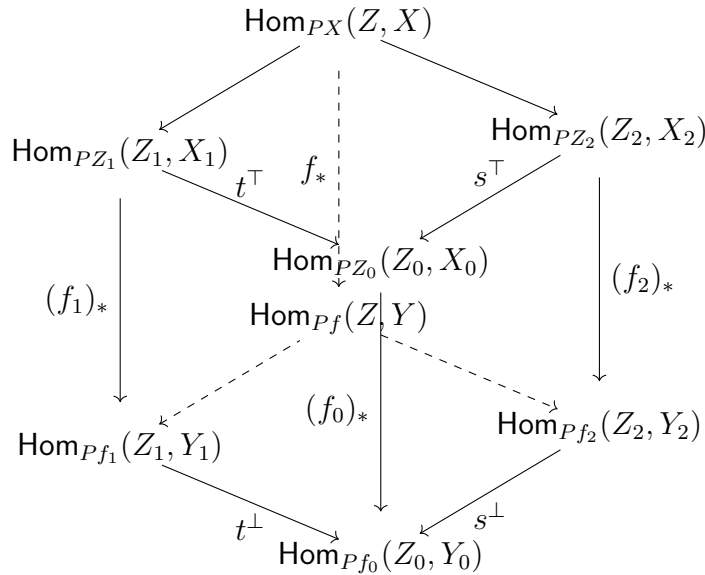 Hom_{PX}(Z, X)
Hom_{PZ_1}(Z_1, X_1) Hom_{PZ_2}(Z_2, X_2)
t^⊤ f_* s^⊤
Hom_{PZ_0}(Z_0, X_0)
(f_1)_* (f_2)_*
Hom_{Pf}(Z, Y)
(f_0)_*
Hom_{Pf_1}(Z_1, Y_1) Hom_{Pf_2}(Z_2, Y_2)
t^⊥ s^⊥
Hom_{Pf_0}(Z_0, Y_0)